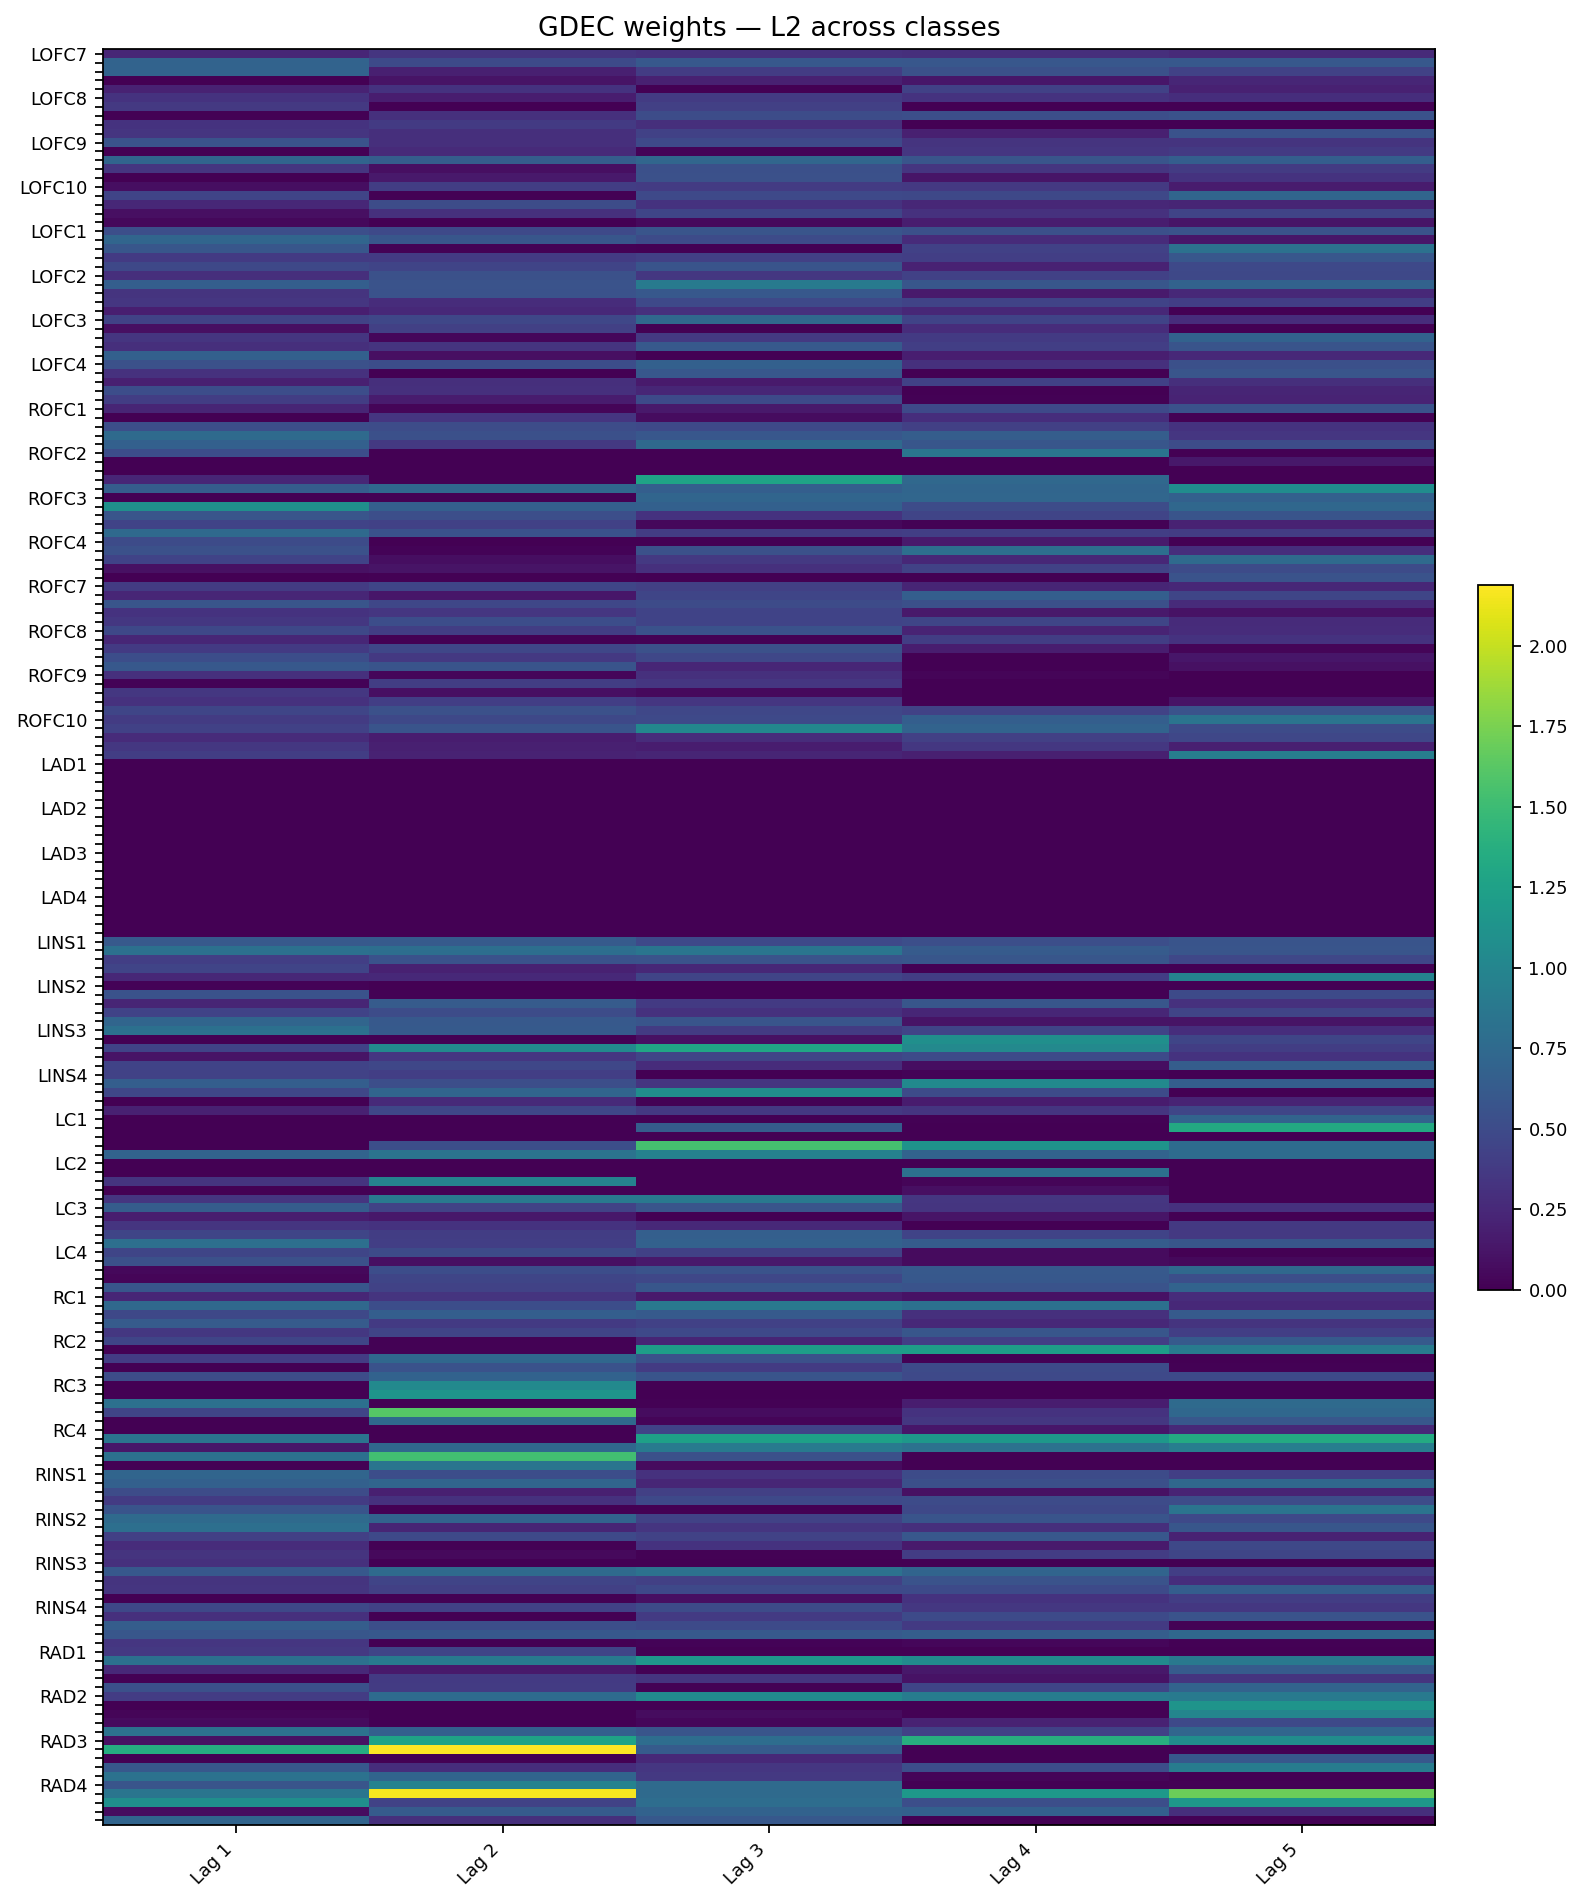 GDEC weights — L2 across classes
LOFC7
LOFC8
LOFC9
LOFC10
LOFC1
LOFC2
LOFC3
LOFC4
ROFC1
ROFC2
ROFC3
ROFC4
ROFC7
ROFC8
ROFC9
ROFC10
LAD1
LAD2
LAD3
LAD4
LINS1
LINS2
LINS3
LINS4
LC1
LC2
LC3
LC4
RC1
RC2
RC3
RC4
RINS1
RINS2
RINS3
RINS4
RAD1
RAD2
RAD3
RAD4
Lag 1
Lag 2
Lag 3
Lag 4
Lag 5
2.00
1.75
1.50
1.25
1.00
0.75
0.50
0.25
0.00